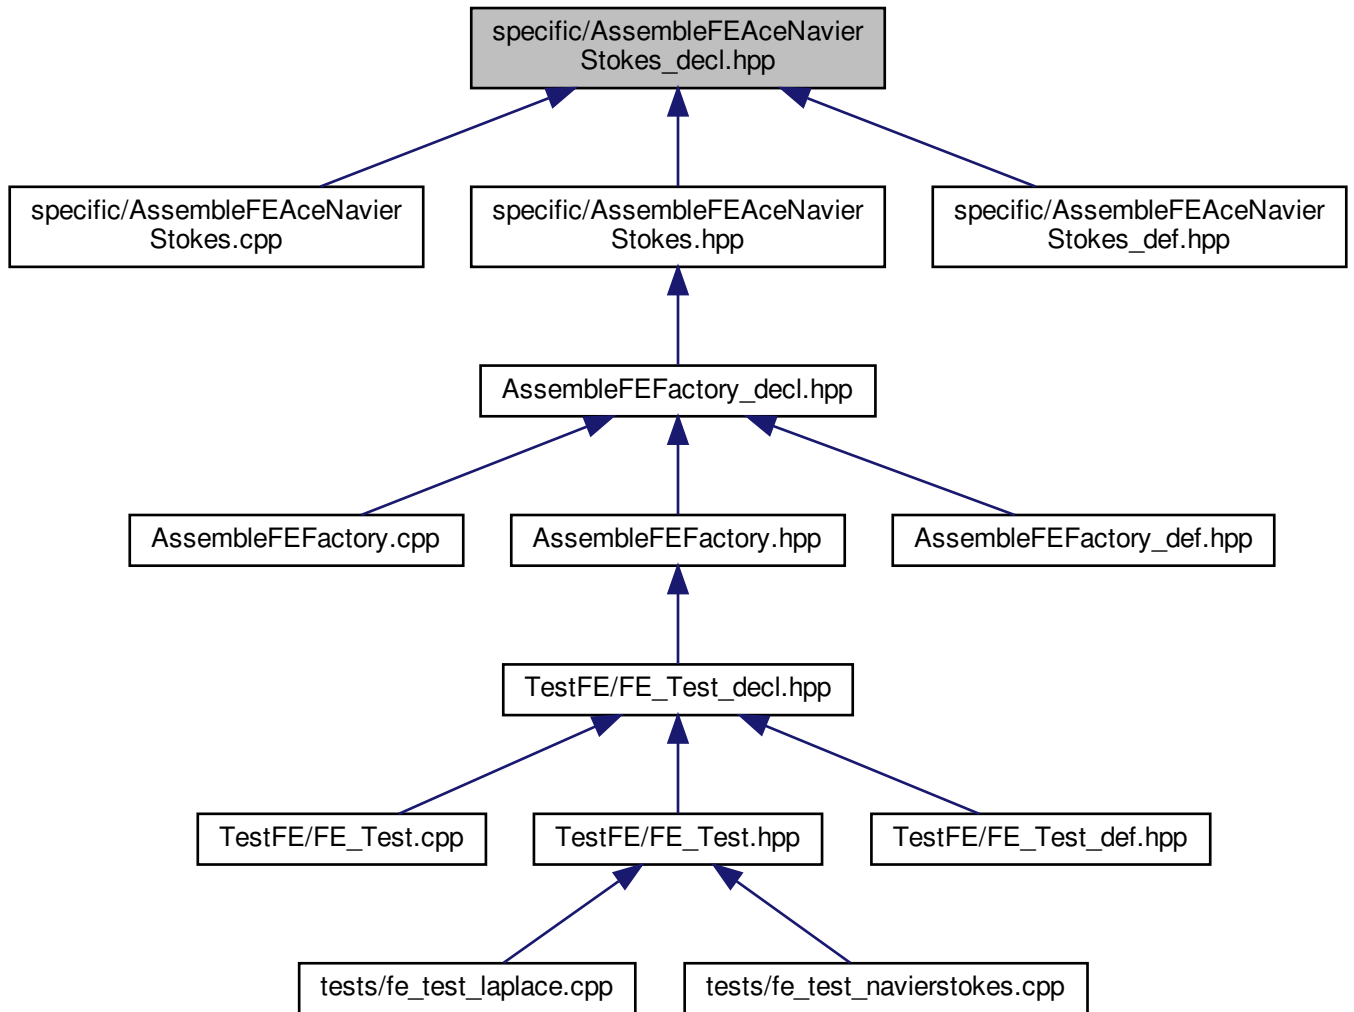 specific/AssembleFEAceNavier
Stokes_decl.hpp
specific/AssembleFEAceNavier
Stokes.cpp
specific/AssembleFEAceNavier
Stokes.hpp
specific/AssembleFEAceNavier
Stokes_def.hpp
AssembleFEFactory_decl.hpp
AssembleFEFactory.cpp
AssembleFEFactory.hpp
AssembleFEFactory_def.hpp
TestFE/FE_Test_decl.hpp
TestFE/FE_Test.cpp
TestFE/FE_Test.hpp
TestFE/FE_Test_def.hpp
tests/fe_test_laplace.cpp
tests/fe_test_navierstokes.cpp